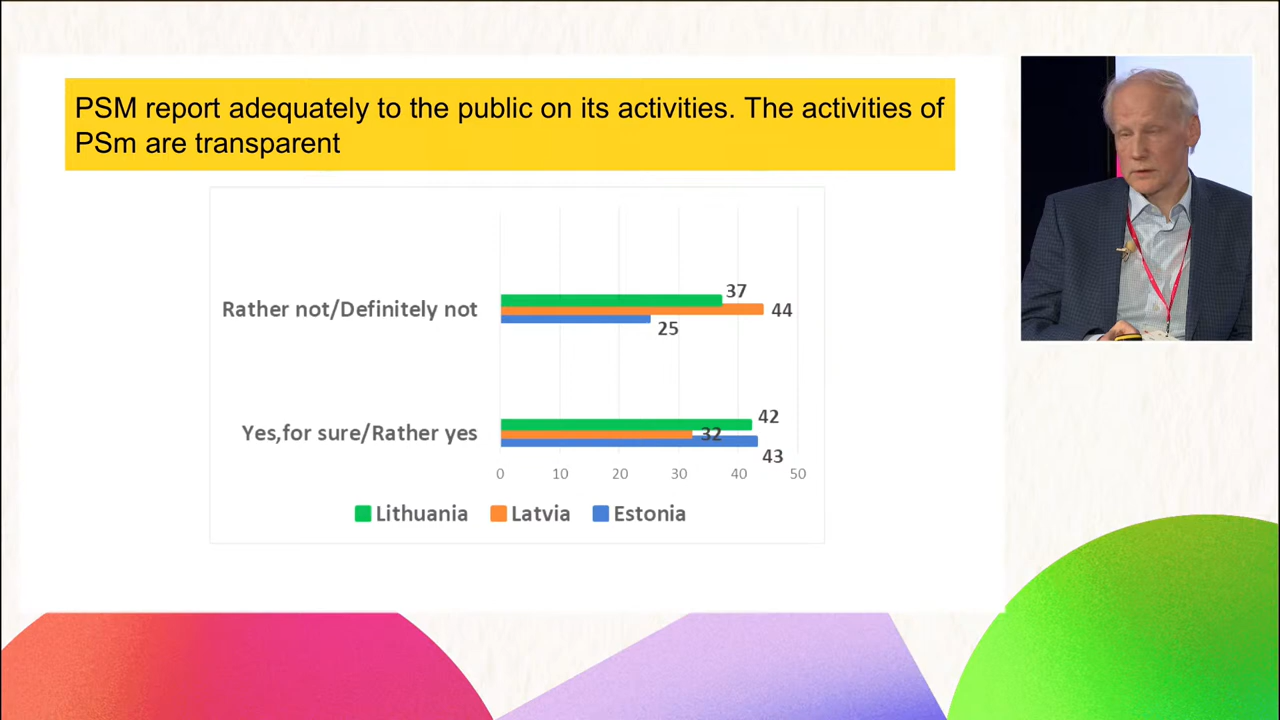 PSM report adequately to the public on its activities. The activities of
PSm are transparent
Rather not/Definitely not
37
44
25
Yes,for sure/Rather yes
42
32
43
0 10 20 30 40 50
Lithuania Latvia Estonia